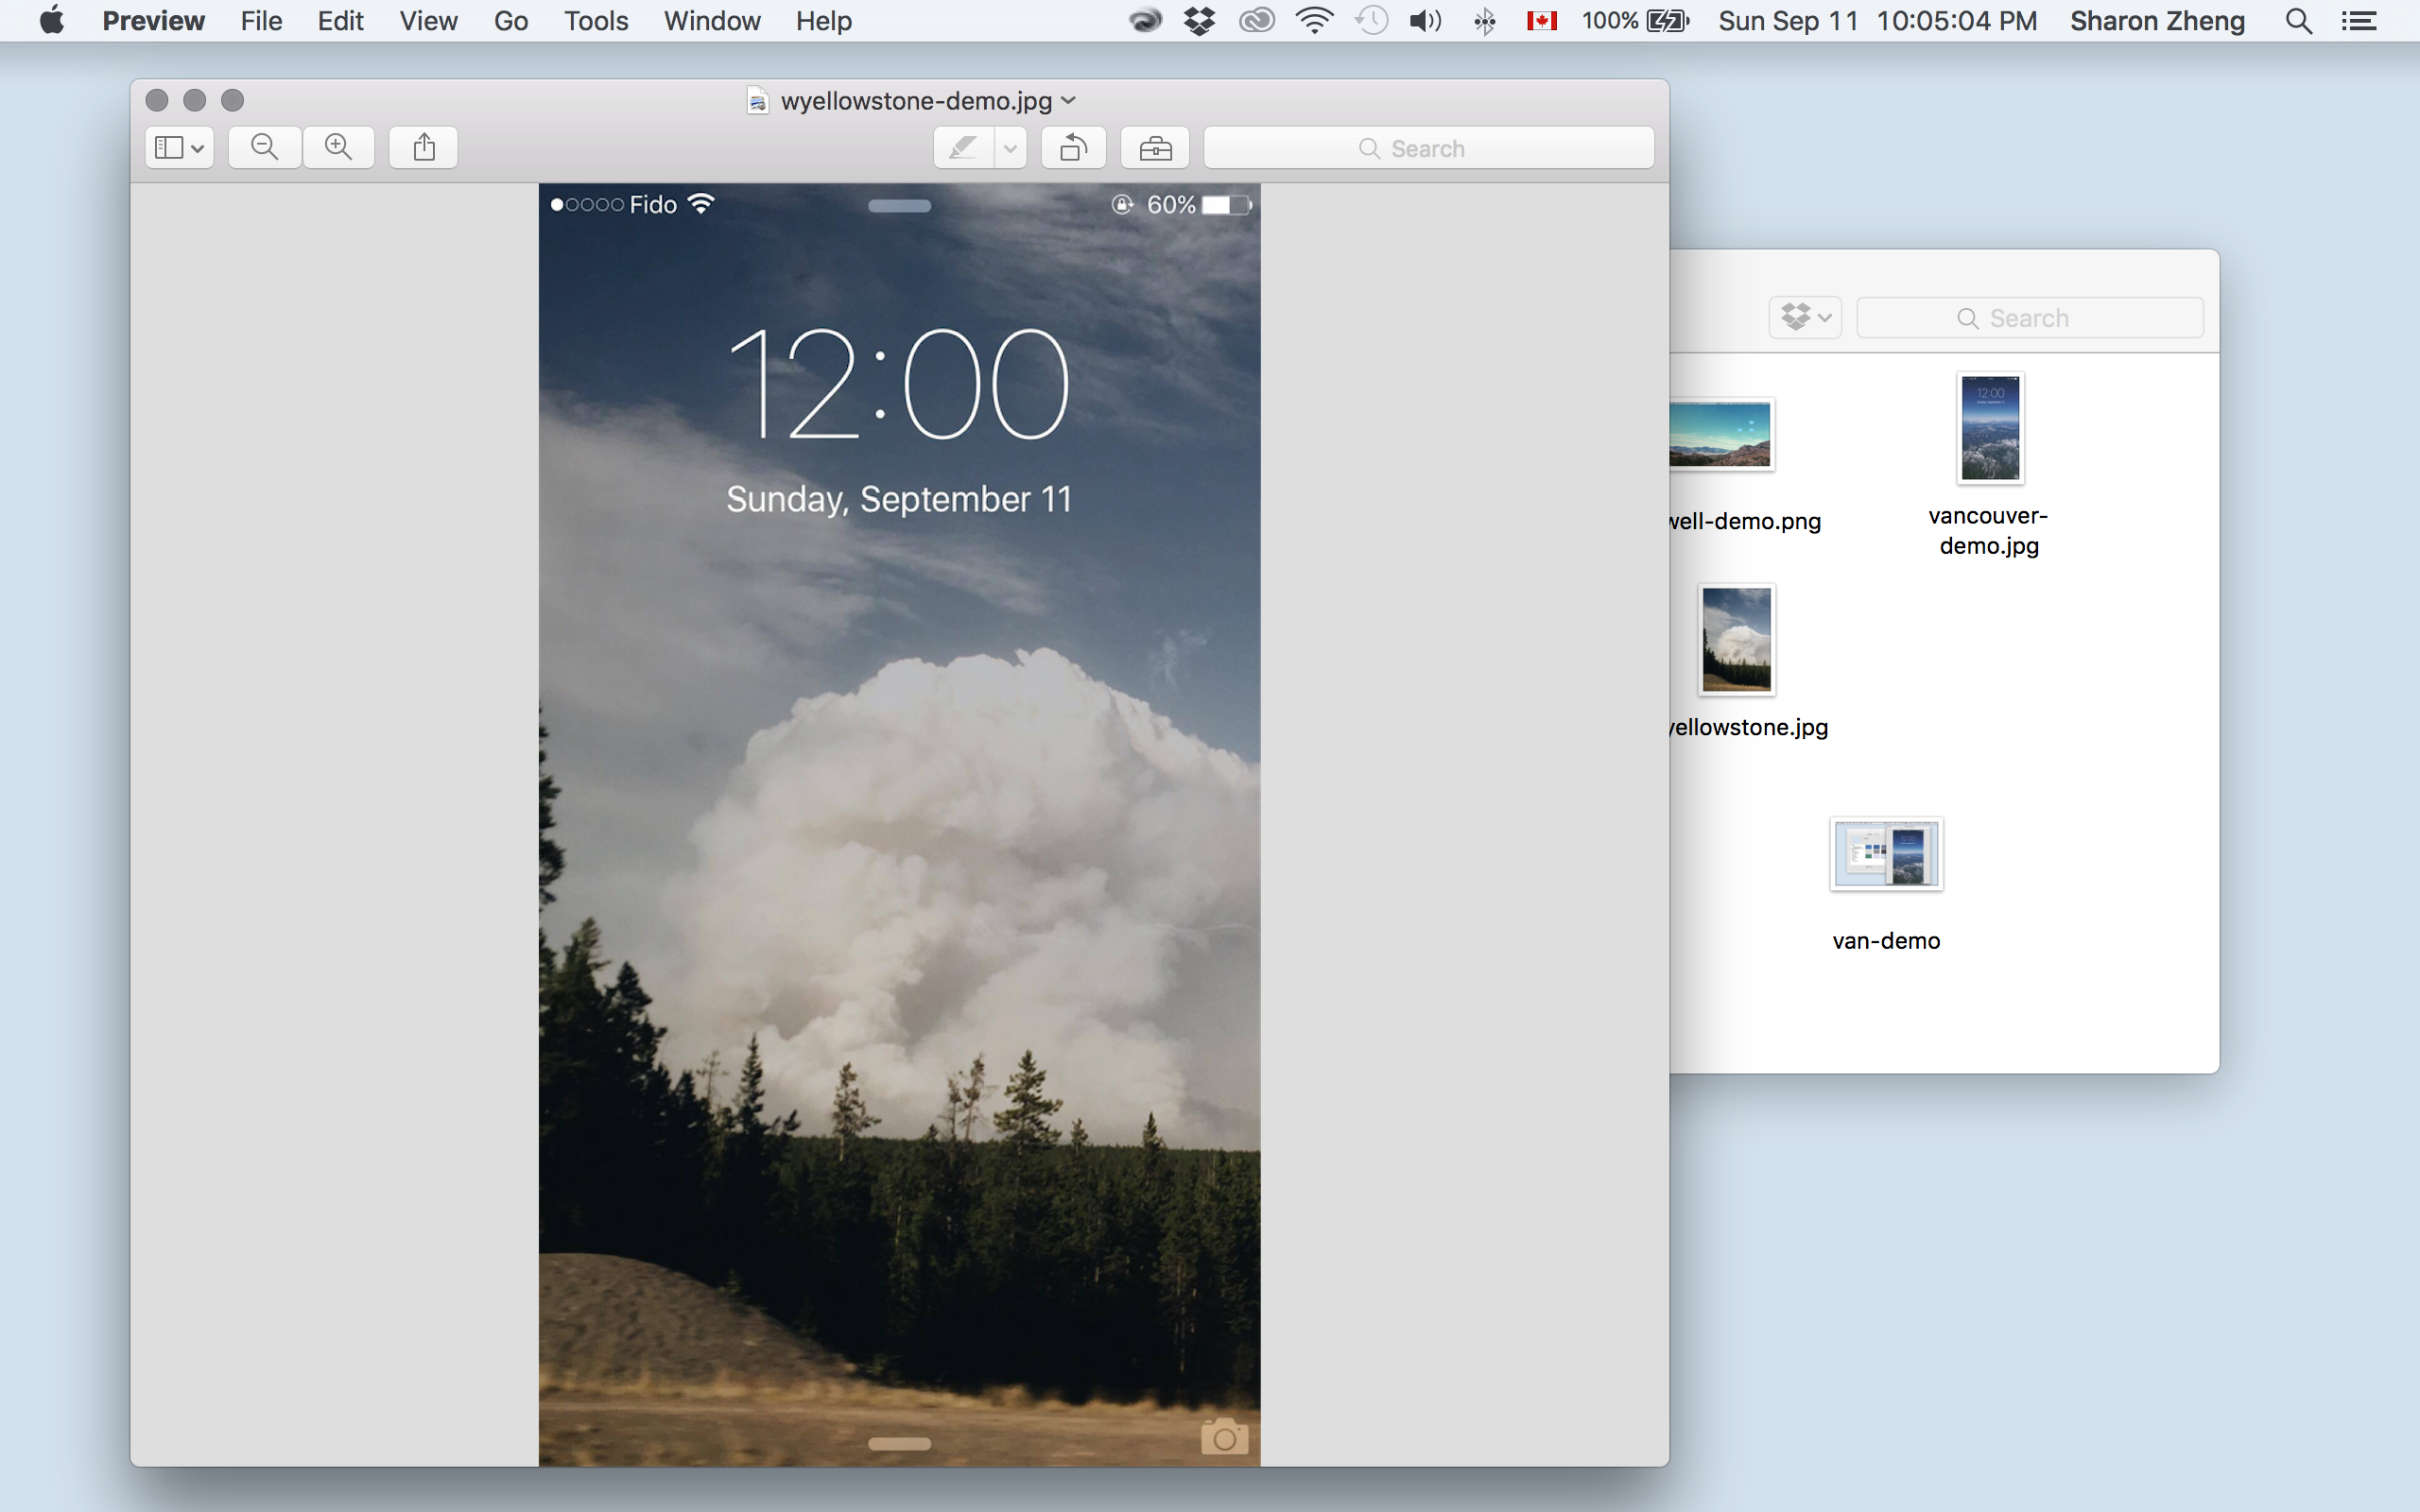 Preview File Edit View Go Tools Window Help 100% Sun Sep 11 10:05:04 PM Sharon Zheng
wyellowstone-demo.jpg
Search
Fido 60%
12:00
Sunday, September 11
Search
12:00
well-demo.png
vancouver-
demo.jpg
yellowstone.jpg
van-demo